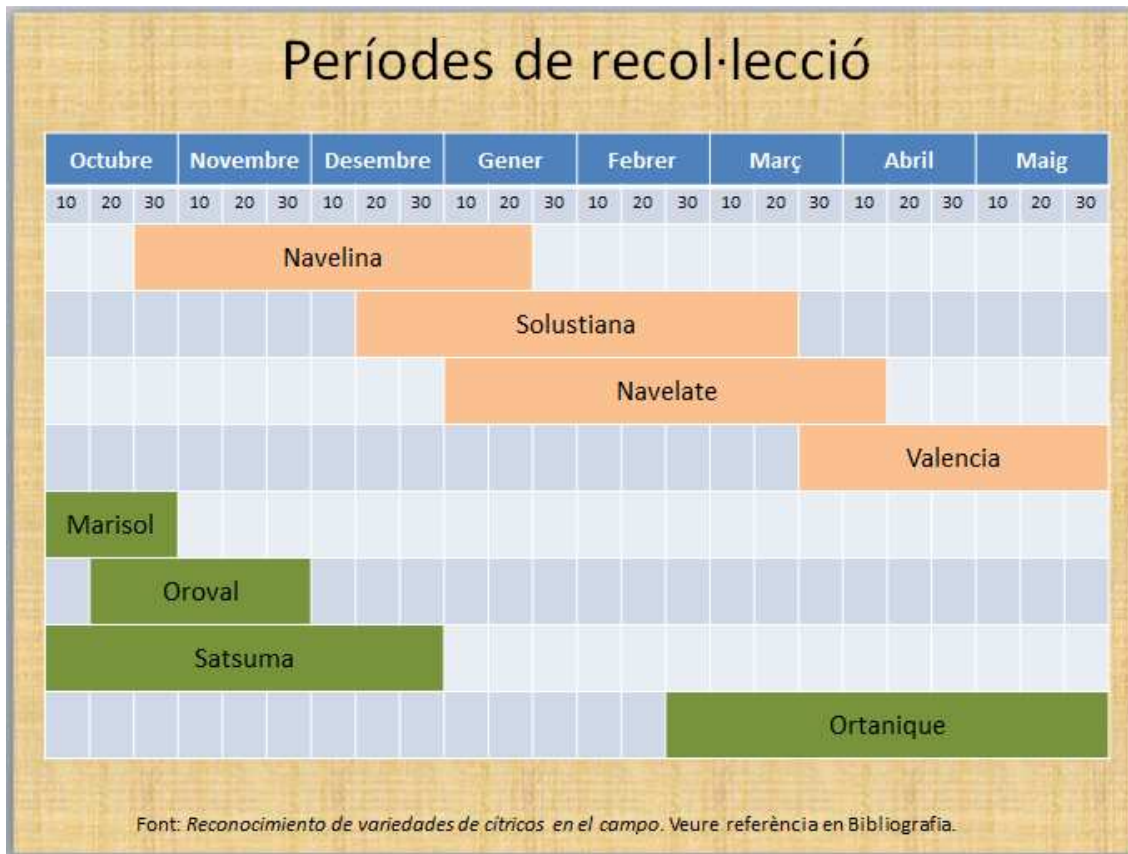 Períodes de recol·lecció
Octubre Novembre Desembre Gener Febrer Març Abril Maig
10 20 30 10 20 30 10 20 30 10 20 30 10 20 30 10 20 30 10 20 30 10 20 30
Navelina
Solustiana
Navelate
Valencia
Marisol
Oroval
Satsuma
Ortanique
Font: Reconocimiento de variedades de cítricos en el campo. Veure referència en Bibliografia.